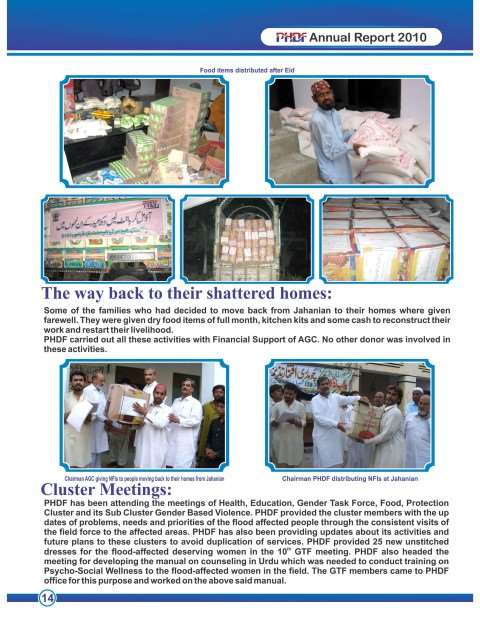 PHDF Annual Report 2010
Food items distributed after Eid
The way back to their shattered homes:
Some of the families who had decided to move back from Jahanian to their homes where given
farewell. They were given dry food items of full month, kitchen kits and some cash to reconstruct their
work and restart their livelihood.
PHDF carried out all these activities with Financial Support of AGC. No other donor was involved in
these activities.
Chairman AGC giving NFIs to people moving back to their homes from Jahanian
Chairman PHDF distributing NFIs at Jahanian
Cluster Meetings:
PHDF has been attending the meetings of Health, Education, Gender Task Force, Food, Protection
Cluster and its Sub Cluster Gender Based Violence. PHDF provided the cluster members with the up
dates of problems, needs and priorities of the flood affected people through the consistent visits of
the field force to the affected areas. PHDF has also been providing updates about its activities and
future plans to these clusters to avoid duplication of services. PHDF provided 25 new unstitched
dresses for the flood-affected deserving women in the 10th GTF meeting. PHDF also headed the
meeting for developing the manual on counseling in Urdu which was needed to conduct training on
Psycho-Social Wellness to the flood-affected women in the field. The GTF members came to PHDF
office for this purpose and worked on the above said manual.
14